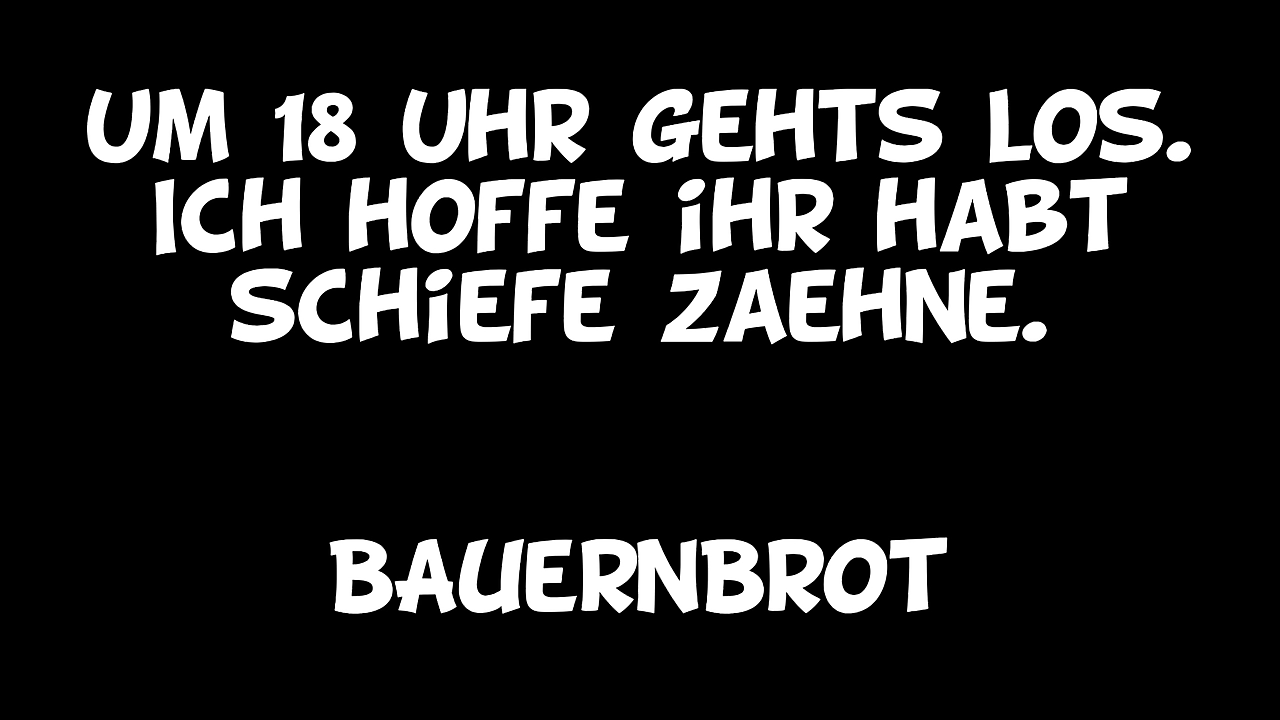 UM 18 UHR GEHTS LOS.
ICH HOFFE iHR HABT
SCHiEFE ZAEHNE.
BAUERNBROT